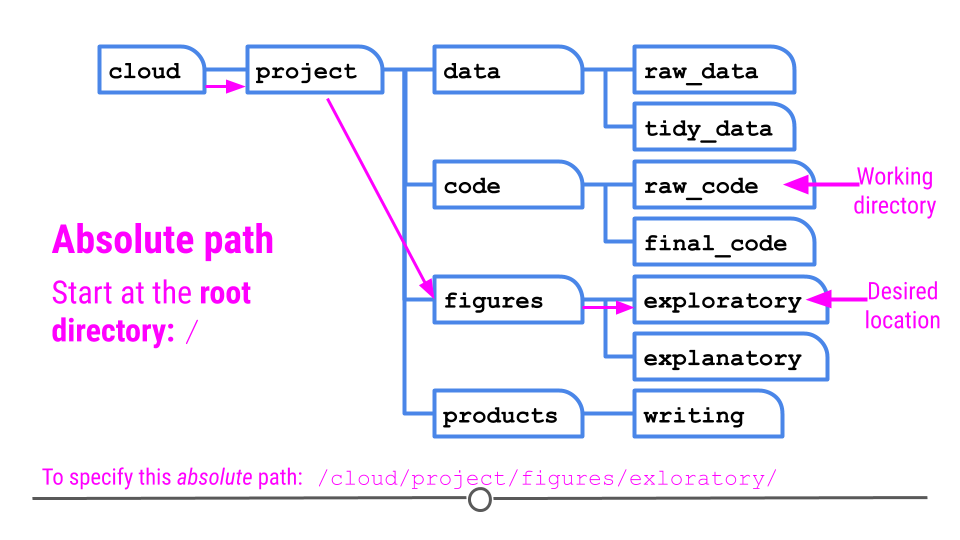 cloud project data raw_data
tidy_data
code raw_code
Working
directory
final_code
Absolute path
Start at the root
directory: /
figures exploratory
Desired
location
explanatory
products writing
To specify this absolute path: /cloud/project/figures/exloratory/